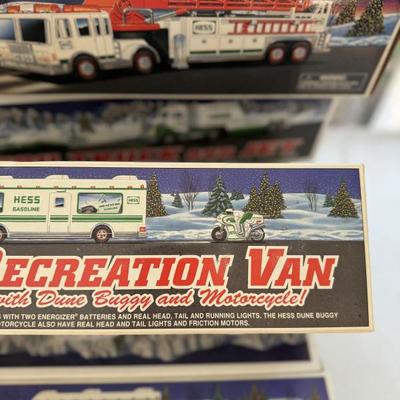 HESS
WARNING
HESS
GASOLINE
HESS
RECREATION VAN
with Dune Buggy and Motorcycle!
WITH TWO ENERGIZER® BATTERIES AND REAL HEAD, TAIL AND RUNNING LIGHTS. THE HESS DUNE BUGGY
MOTORCYCLE ALSO HAVE REAL HEAD AND TAIL LIGHTS AND FRICTION MOTORS.